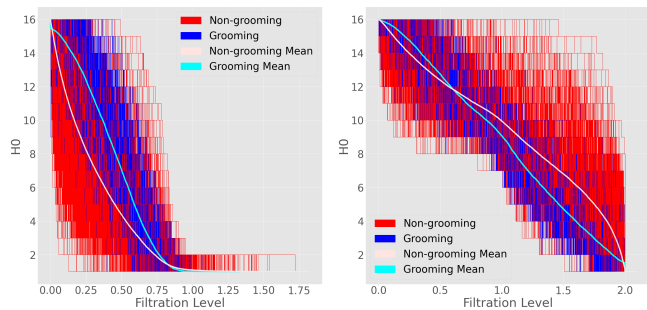 16
14
12
10
8
6
4
2
H0
0.00 0.25 0.50 0.75 1.00 1.25 1.50 1.75
Filtration Level
Non-grooming
Grooming
Non-grooming Mean
Grooming Mean
16
14
12
10
8
6
4
2
H0
0.0 0.5 1.0 1.5 2.0
Filtration Level
Non-grooming
Grooming
Non-grooming Mean
Grooming Mean